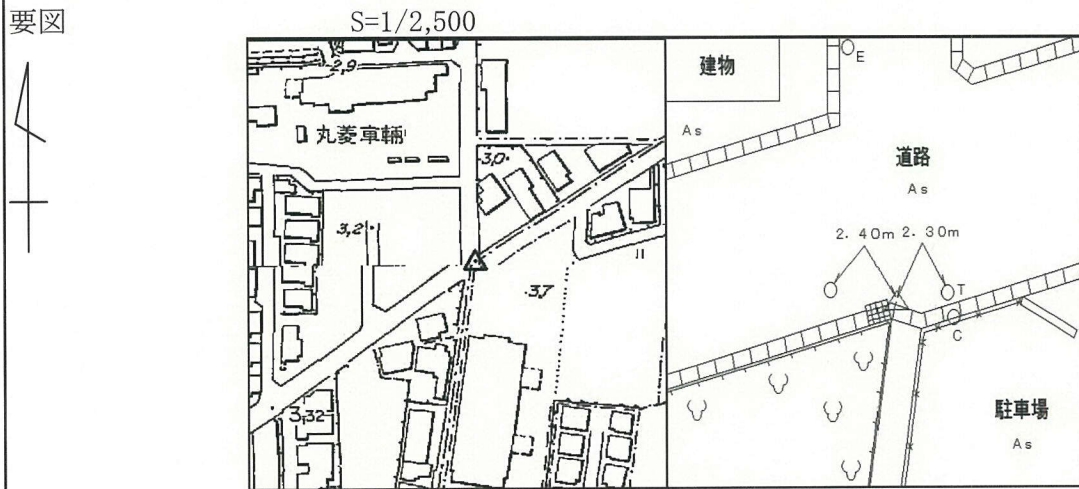 要図
S=1/2,500
2,9
丸菱車輌
3,0
3,2
3,7
3,32
建物
As
E
道路
As
2.40m 2.30m
T
C
駐車場
As